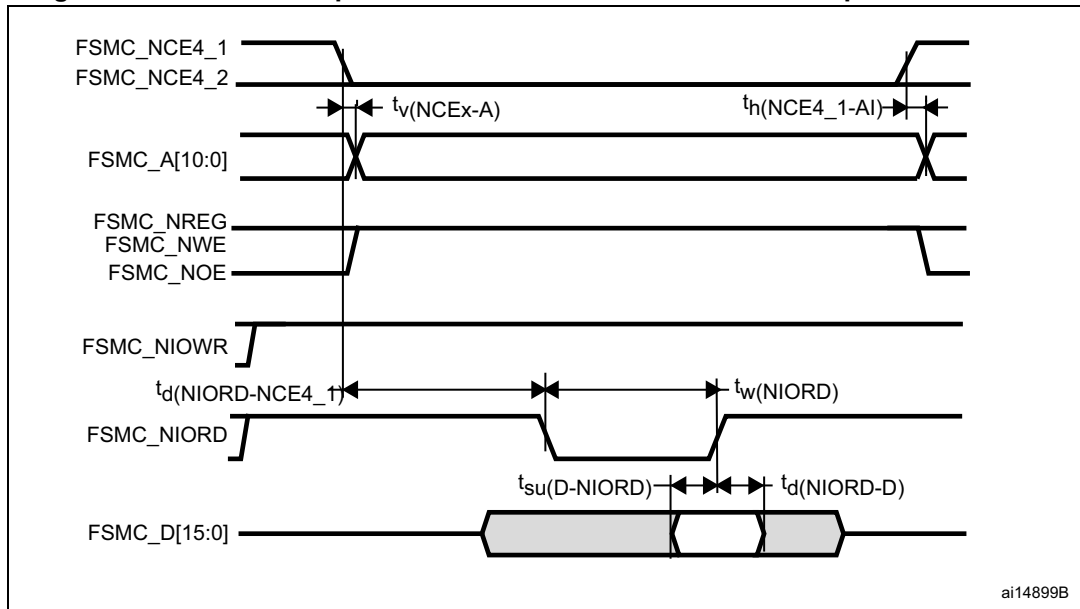 FSMC_NCE4_1
FSMC_NCE4_2
tv(NCEx-A)
th(NCE4_1-AI)
FSMC_A[10:0]
FSMC_NREG
FSMC_NWE
FSMC_NOE
FSMC_NIOWR
td(NIORD-NCE4_1)
tw(NIORD)
FSMC_NIORD
tsu(D-NIORD)
td(NIORD-D)
FSMC_D[15:0]
ai14899B